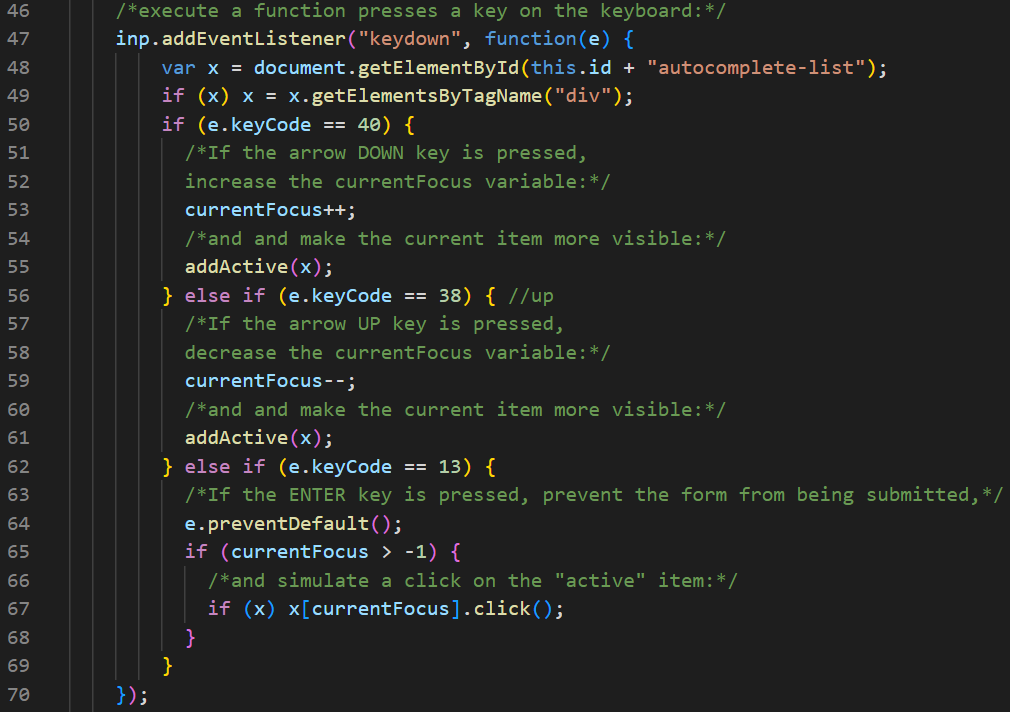 46 /*execute a function presses a key on the keyboard:*/
47 inp.addEventListener("keydown", function(e) {
48 var x = document.getElementById(this.id + "autocomplete-list");
49 if (x) x = x.getElementsByTagName("div");
50 if (e.keyCode == 40) {
51 /*If the arrow DOWN key is pressed,
52 increase the currentFocus variable:*/
53 currentFocus++;
54 /*and and make the current item more visible:*/
55 addActive(x);
56 } else if (e.keyCode == 38) { //up
57 /*If the arrow UP key is pressed,
58 decrease the currentFocus variable:*/
59 currentFocus--;
60 /*and and make the current item more visible:*/
61 addActive(x);
62 } else if (e.keyCode == 13) {
63 /*If the ENTER key is pressed, prevent the form from being submitted,*/
64 e.preventDefault();
65 if (currentFocus > -1) {
66 /*and simulate a click on the "active" item:*/
67 if (x) x[currentFocus].click();
68 }
69 }
70 });